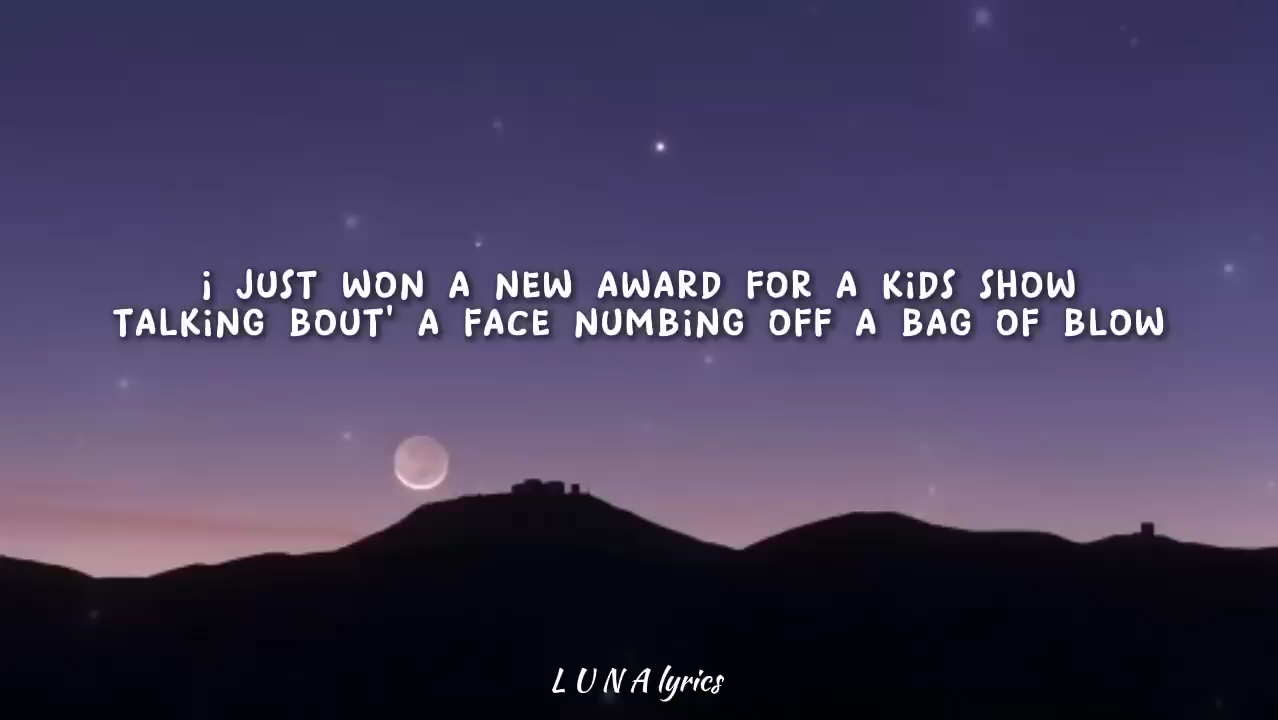 i JUST WON A NEW AWARD FOR A KiDS SHOW
TALKiNG BOUT' A FACE NUMBiNG OFF A BAG OF BLOW
L U N A lyrics